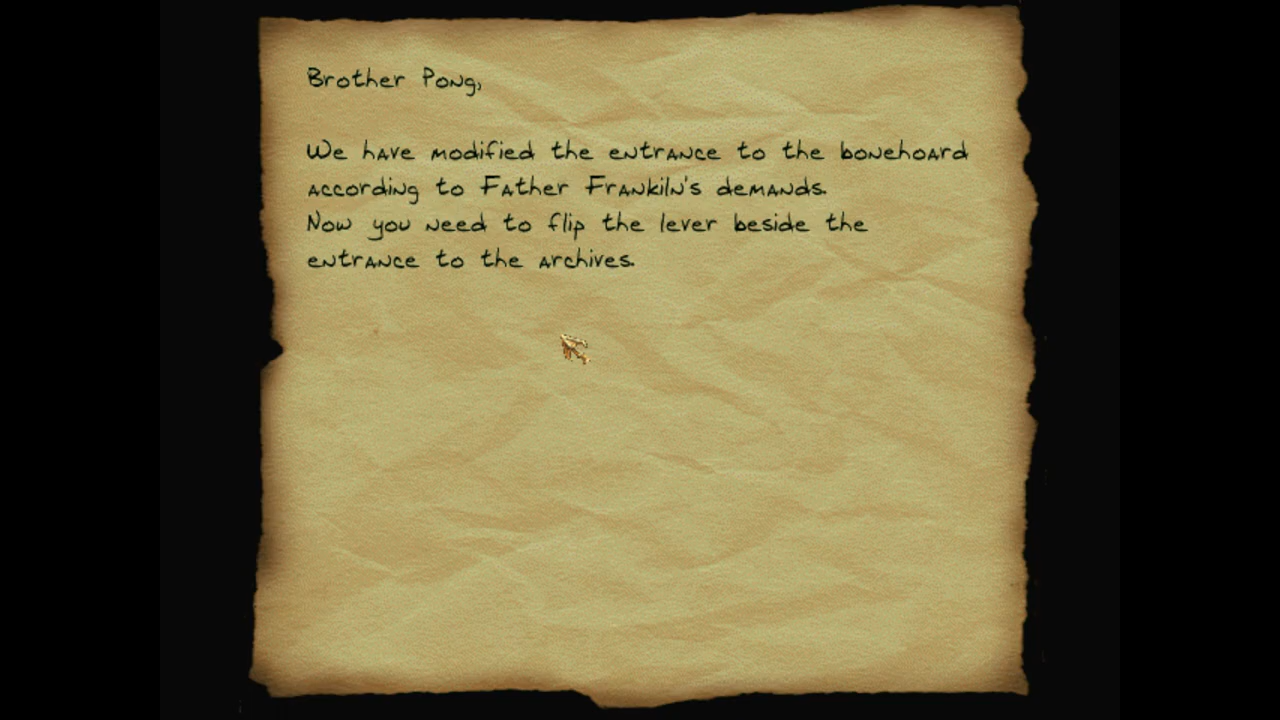 Brother Pong,
We have modified the entrance to the bonehoard
according to Father Frankiln's demands.
Now you need to flip the lever beside the
entrance to the archives.